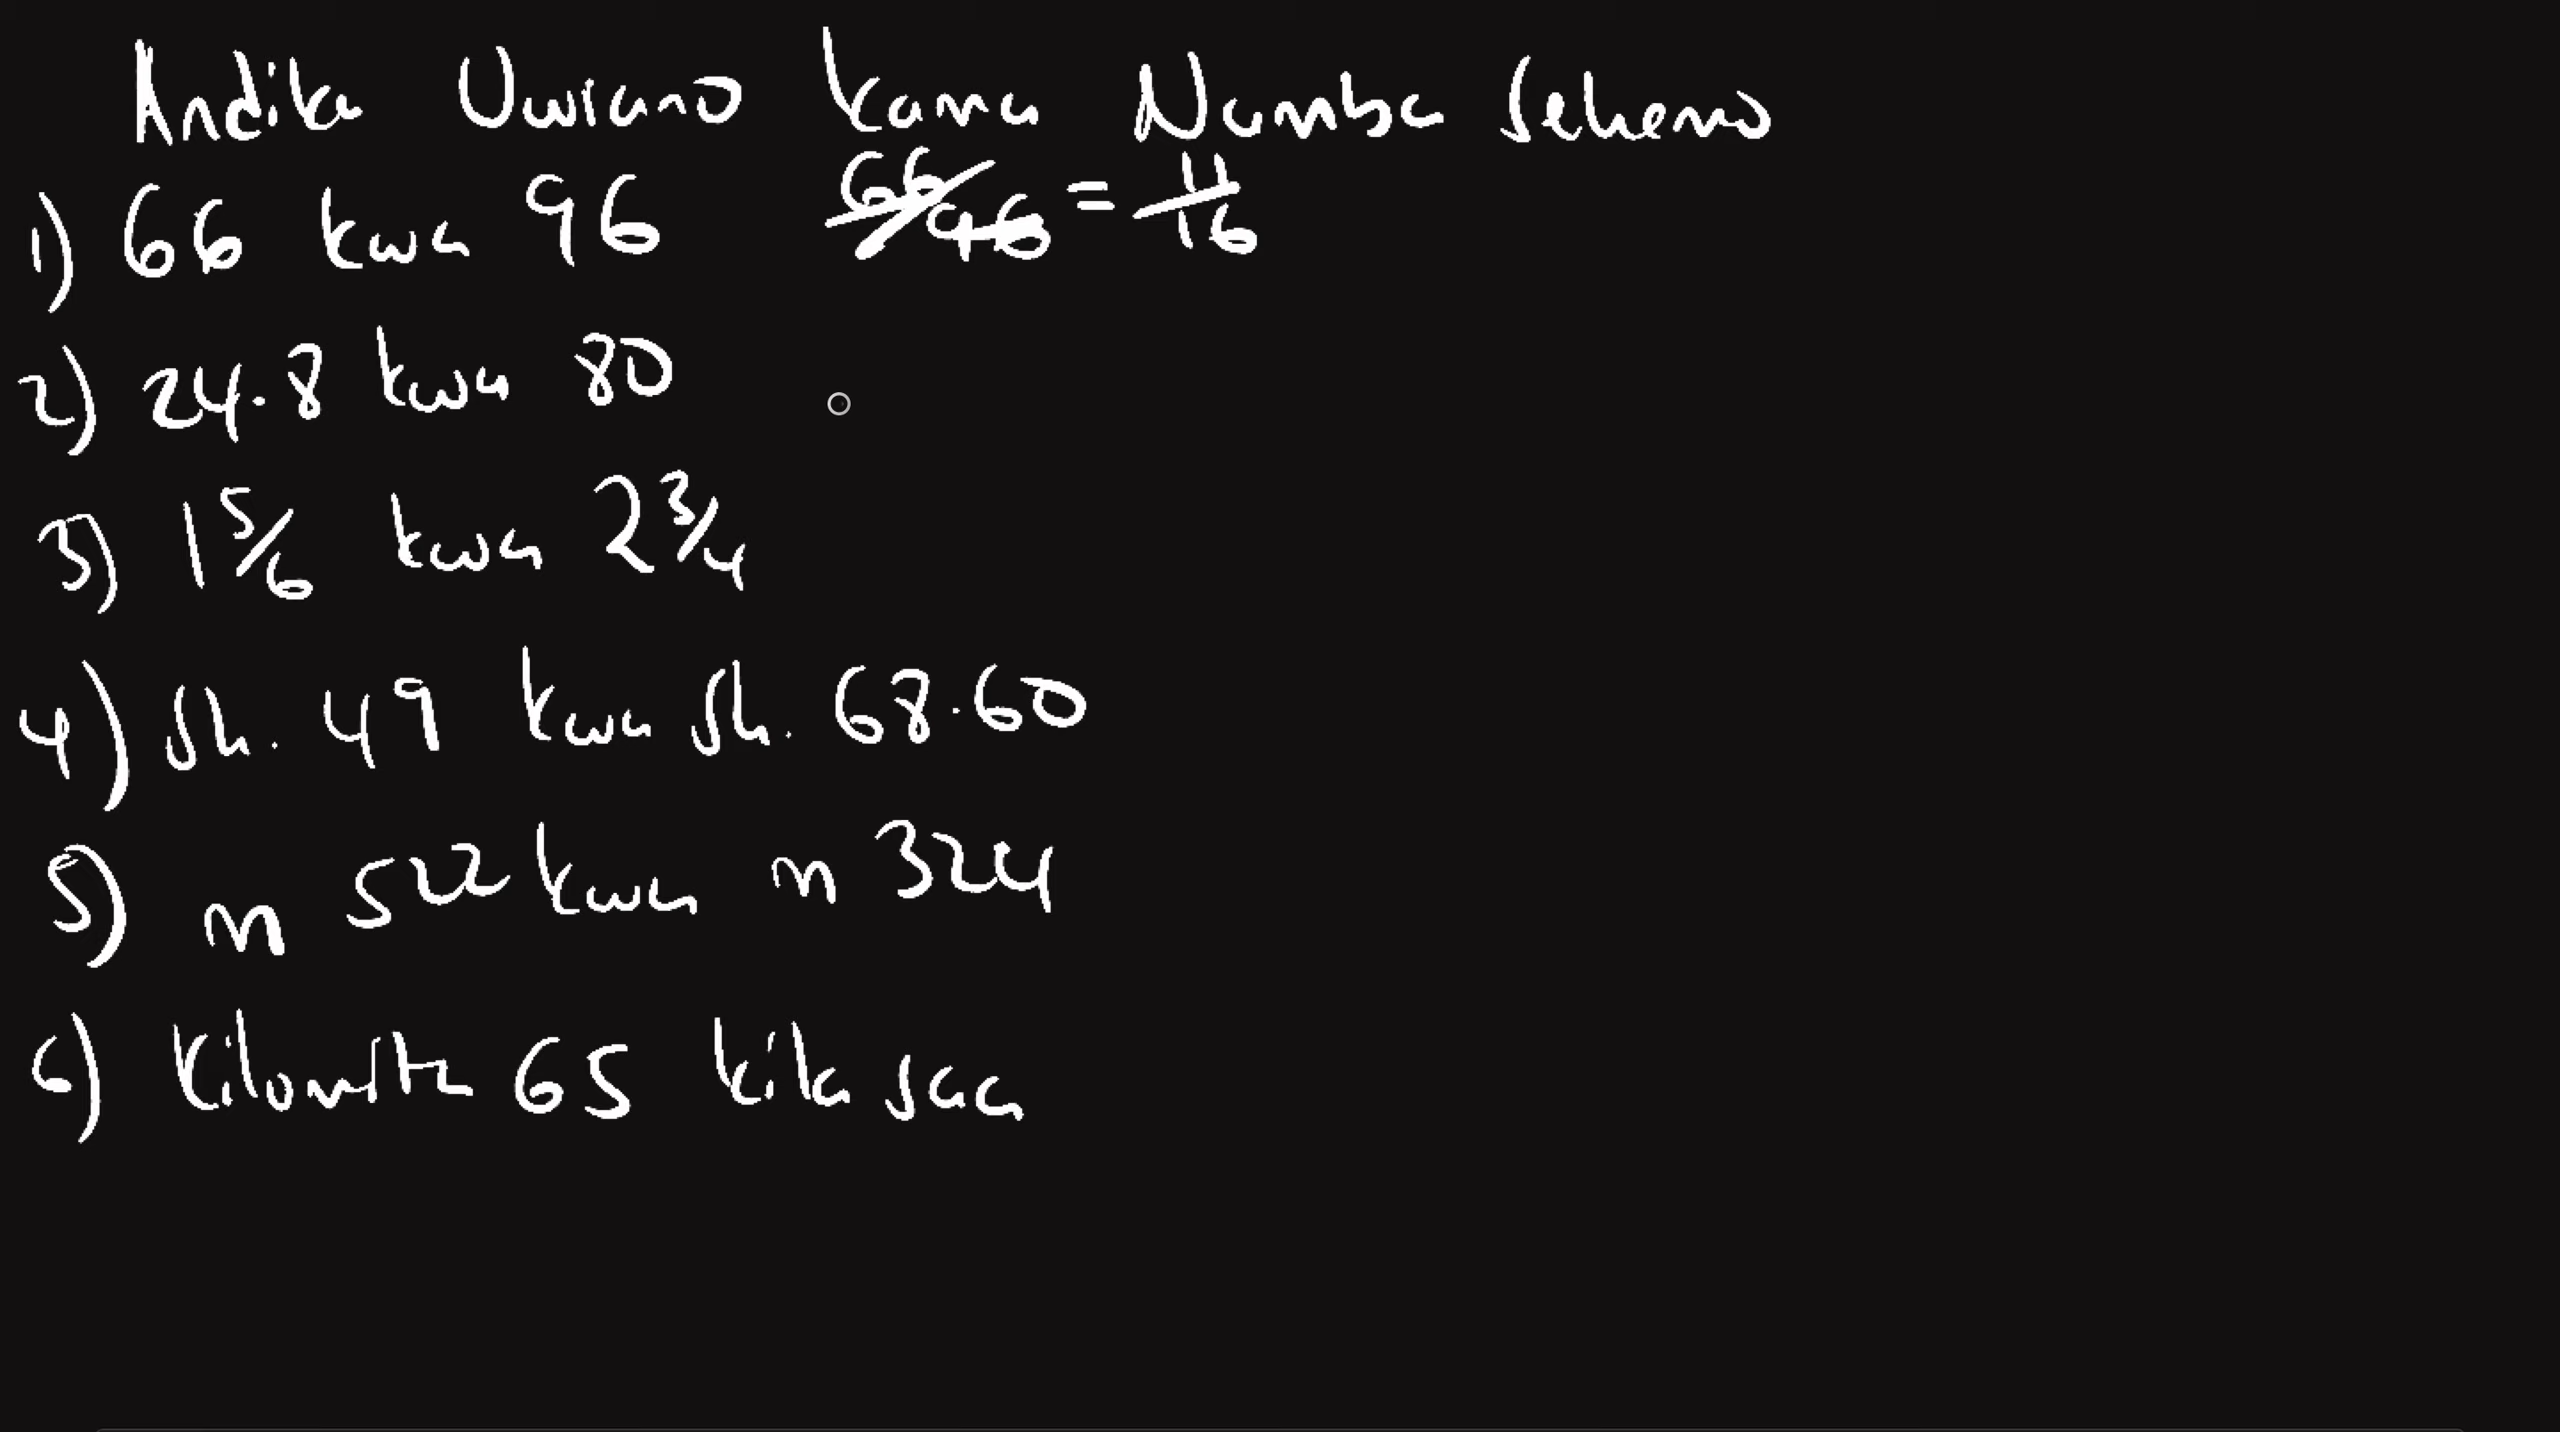 Andika Uwiano kama Namba Sehemu
1) 66 kwa 96 66/96 = 11/16
2) 24.8 kwa 80
3) 1 5/6 kwa 2 3/4
4) Sh. 49 kwa Sh. 68.60
5) m 522 kwa m 324
6) Kilomita 65 kila saa